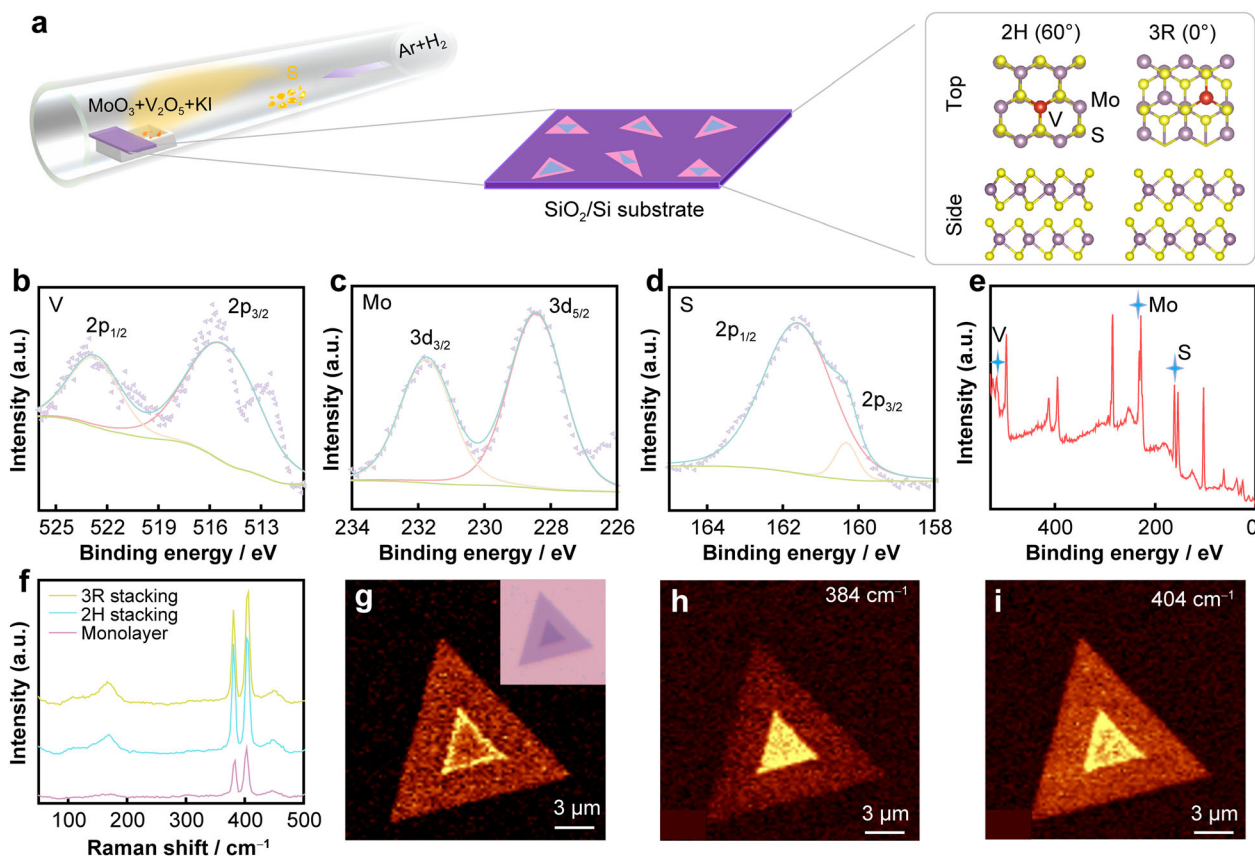 a
Ar+H₂
S
MoO₃+V₂O₅+KI
SiO₂/Si substrate
2H (60°)
3R (0°)
Top
Mo
V
S
Side
b
V
2p₁/₂
2p₃/₂
Intensity (a.u.)
525 522 519 516 513
Binding energy / eV
c
Mo
3d₃/₂
3d₅/₂
Intensity (a.u.)
234 232 230 228 226
Binding energy / eV
d
S
2p₁/₂
2p₃/₂
Intensity (a.u.)
164 162 160 158
Binding energy / eV
e
V
Mo
S
Intensity (a.u.)
400 200 0
Binding energy / eV
f
3R stacking
2H stacking
Monolayer
Intensity (a.u.)
100 200 300 400 500
Raman shift / cm⁻¹
g
3 μm
h
384 cm⁻¹
3 μm
i
404 cm⁻¹
3 μm